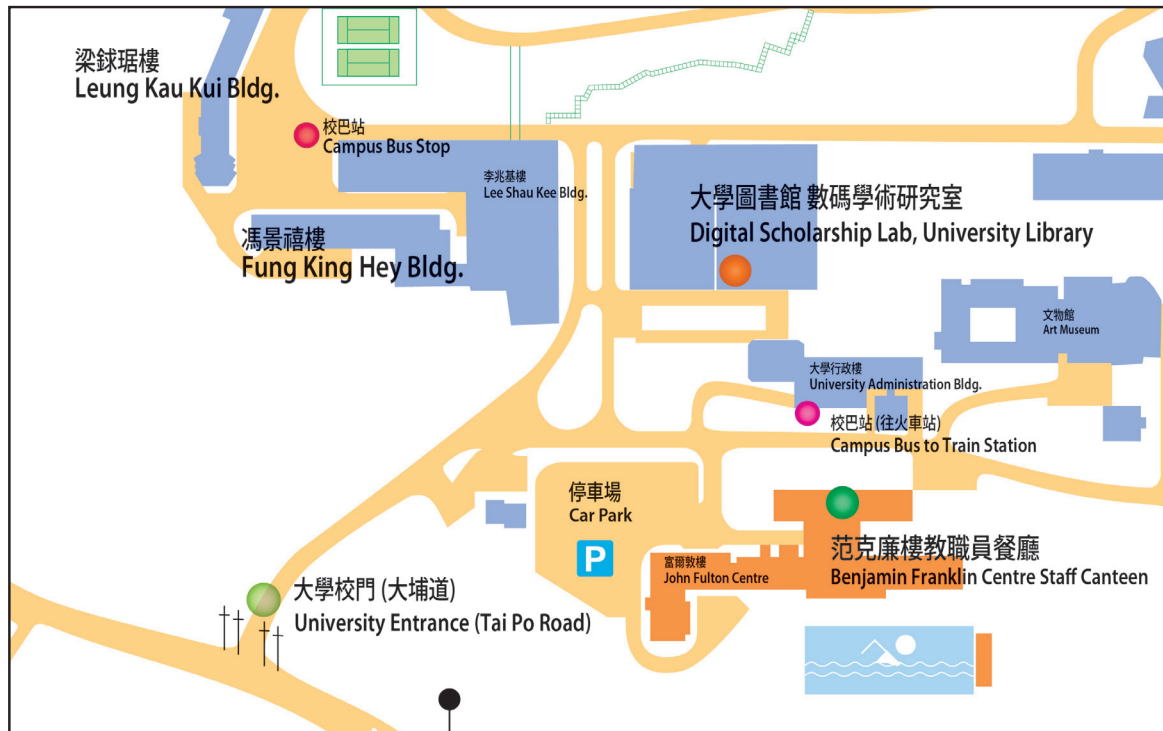 梁銶琚樓
Leung Kau Kui Bldg.
校巴站
Campus Bus Stop
李兆基樓
Lee Shau Kee Bldg.
大學圖書館 數碼學術研究室
Digital Scholarship Lab, University Library
馮景禧樓
Fung King Hey Bldg.
文物館
Art Museum
大學行政樓
University Administration Bldg.
校巴站 (往火車站)
Campus Bus to Train Station
停車場
Car Park
P
范克廉樓教職員餐廳
Benjamin Franklin Centre Staff Canteen
富爾敦樓
John Fulton Centre
大學校門 (大埔道)
University Entrance (Tai Po Road)